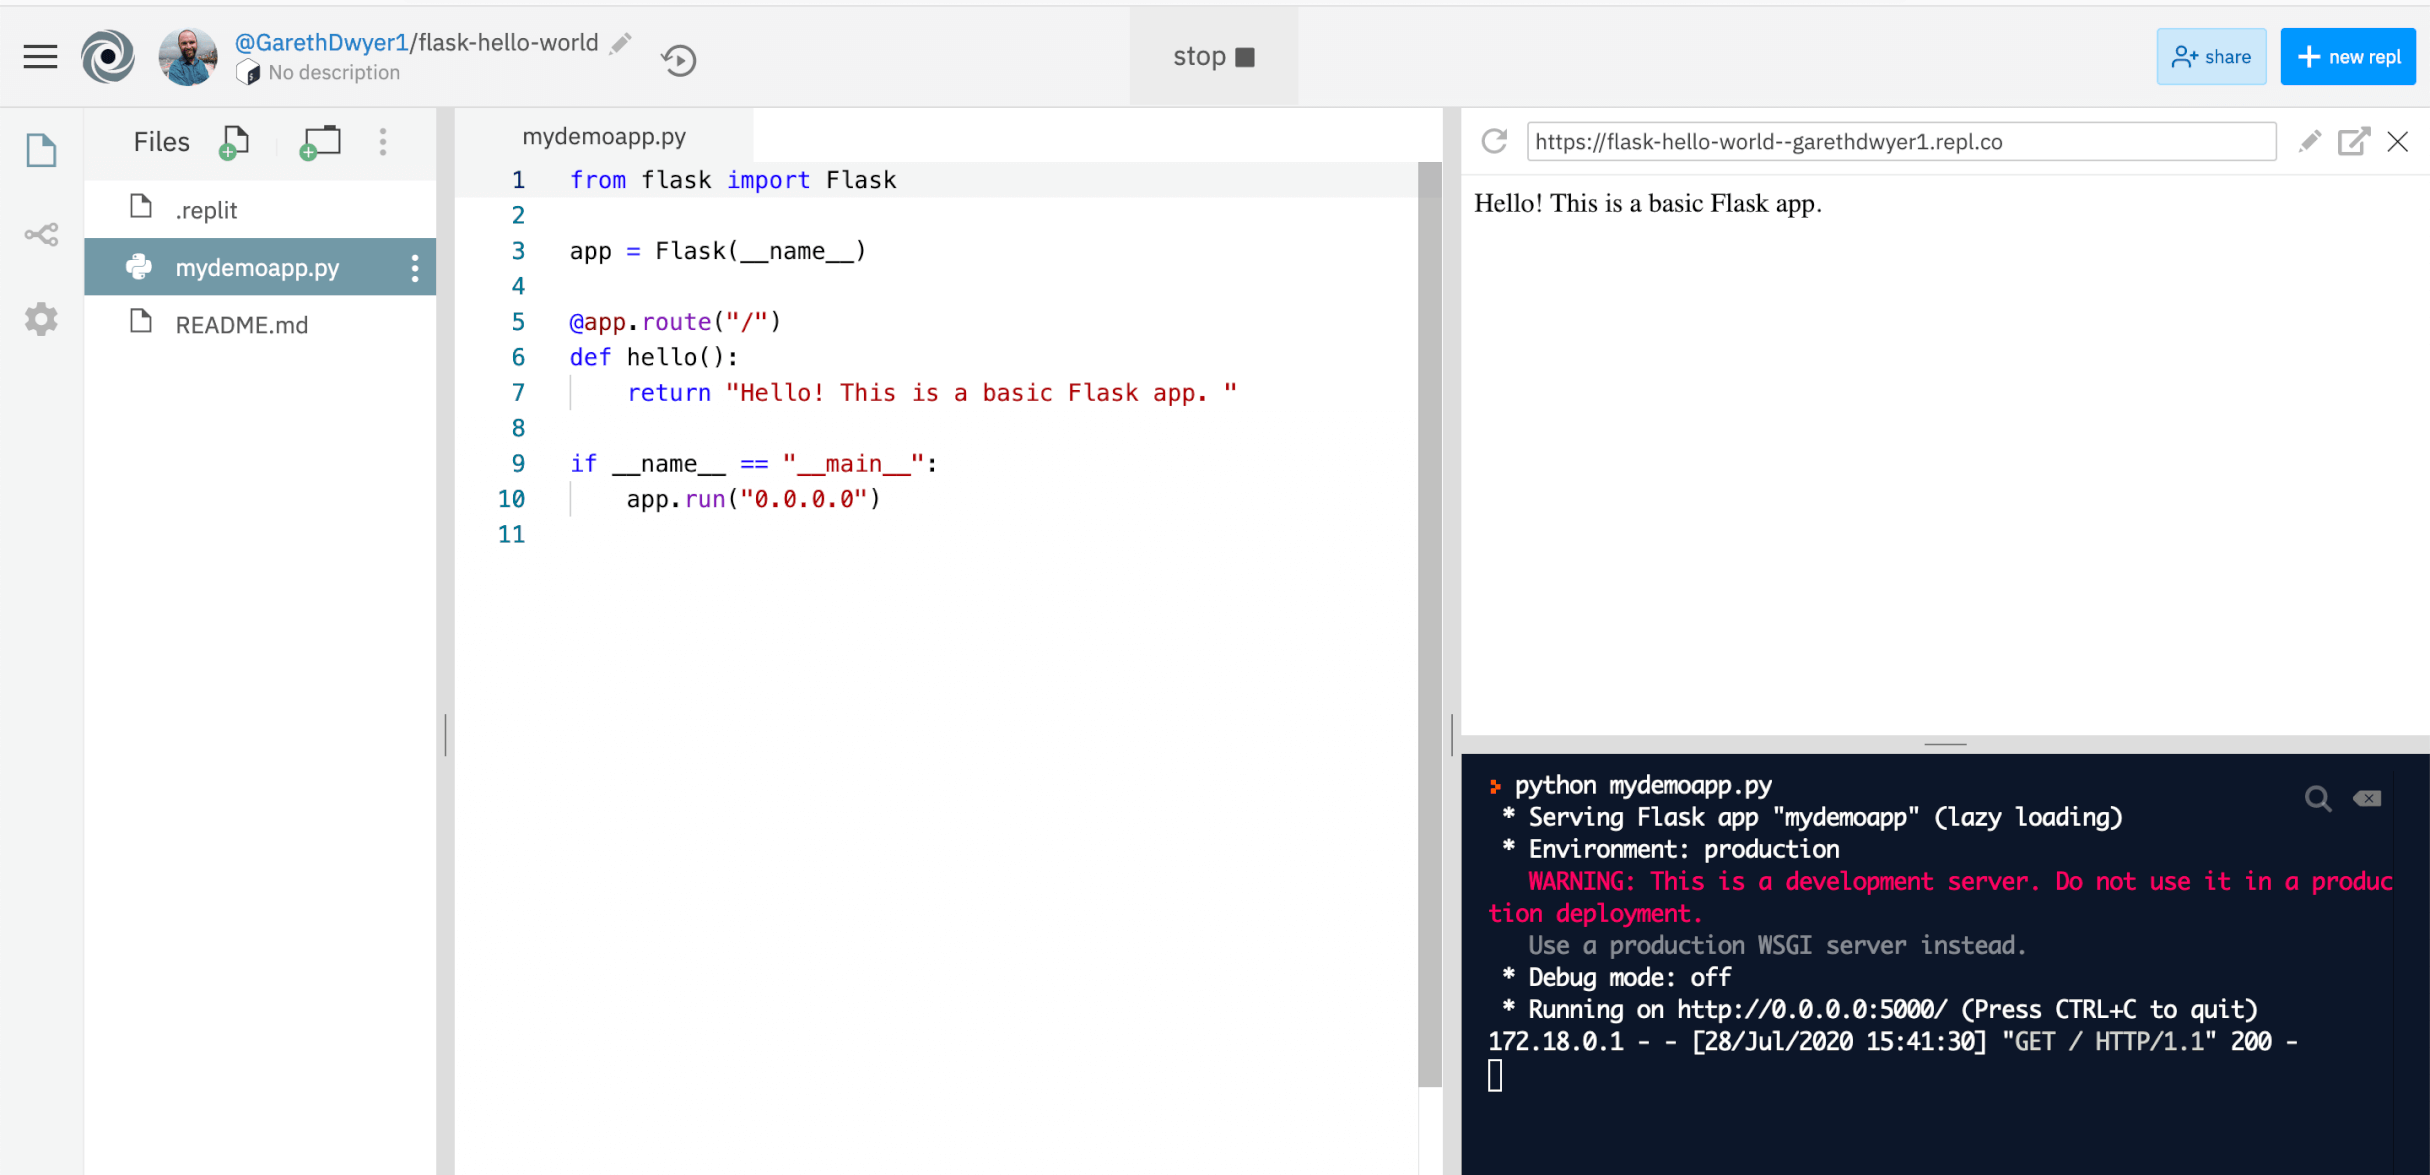 @GarethDwyer1/flask-hello-world
No description
stop
share
new repl
Files
.replit
mydemoapp.py
README.md
mydemoapp.py
1 from flask import Flask
2
3 app = Flask(__name__)
4
5 @app.route("/")
6 def hello():
7     return "Hello! This is a basic Flask app. "
8
9 if __name__ == "__main__":
10     app.run("0.0.0.0")
11
https://flask-hello-world--garethdwyer1.repl.co
Hello! This is a basic Flask app.
python mydemoapp.py
 * Serving Flask app "mydemoapp" (lazy loading)
 * Environment: production
   WARNING: This is a development server. Do not use it in a produc
tion deployment.
   Use a production WSGI server instead.
 * Debug mode: off
 * Running on http://0.0.0.0:5000/ (Press CTRL+C to quit)
172.18.0.1 - - [28/Jul/2020 15:41:30] "GET / HTTP/1.1" 200 -